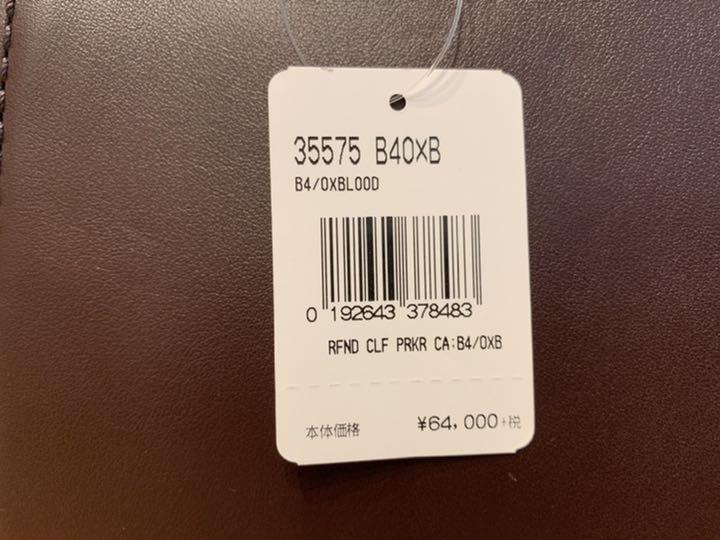 35575 B4OXB
B4/OXBLOOD
0 192643 378483
RFND CLF PRKR CA:B4/OXB
本体価格 ¥64,000+税